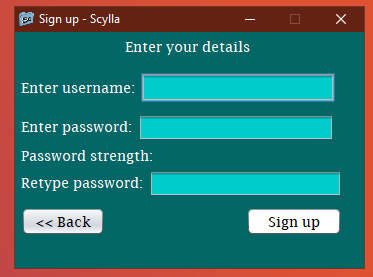 Sign up - Scylla
Enter your details
Enter username:
Enter password:
Password strength:
Retype password:
<< Back
Sign up